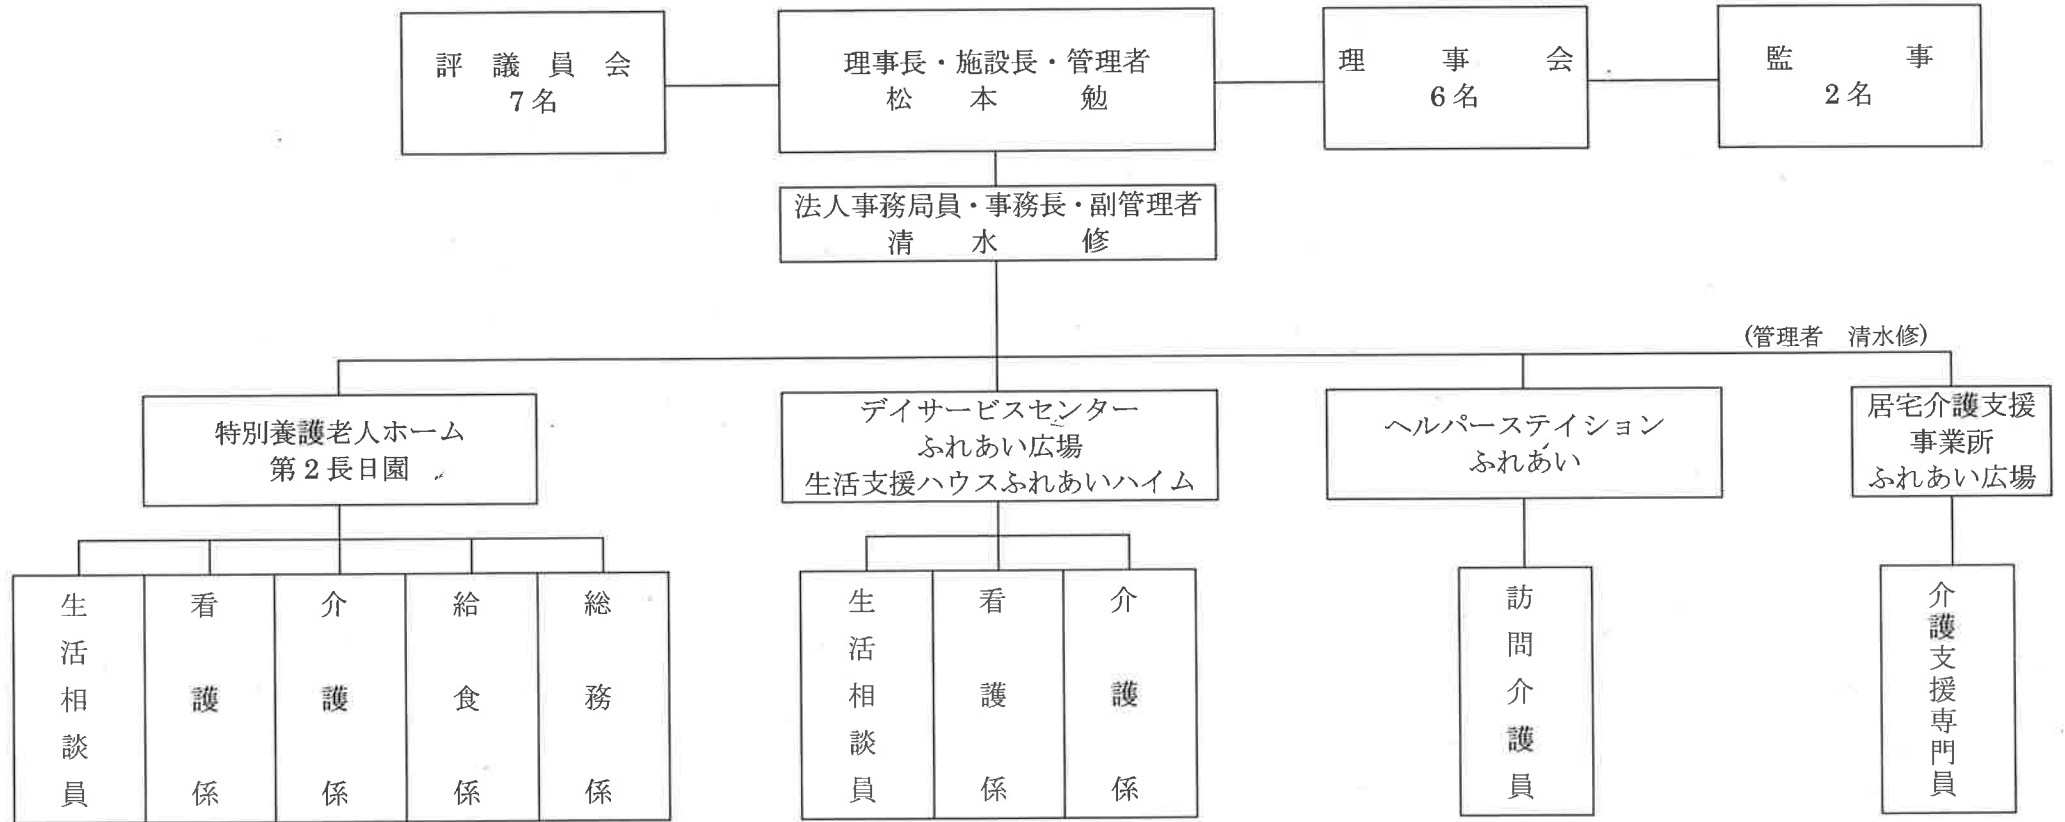 評議員会
7名
理事長・施設長・管理者
松本勉
理事会
6名
監事
2名
法人事務局員・事務長・副管理者
清水修
(管理者 清水修)
特別養護老人ホーム
第2長日園
デイサービスセンター
ふれあい広場
生活支援ハウスふれあいハイム
ヘルパーステイション
ふれあい
居宅介護支援
事業所
ふれあい広場
生活相談員
看護係
介護係
給食係
総務係
生活相談員
看護係
介護係
訪問介護員
介護支援専門員